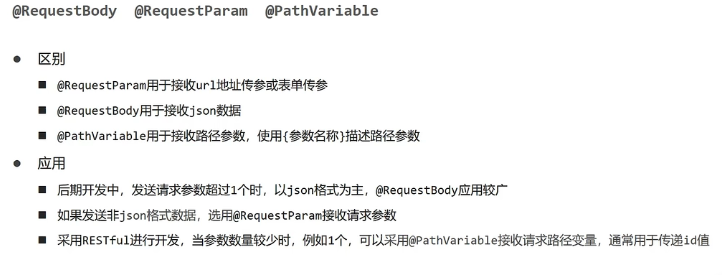 @RequestBody @RequestParam @PathVariable
● 区别
■ @RequestParam用于接收url地址传参或表单传参
■ @RequestBody用于接收json数据
■ @PathVariable用于接收路径参数，使用{参数名称}描述路径参数
● 应用
■ 后期开发中，发送请求参数超过1个时，以json格式为主，@RequestBody应用较广
■ 如果发送非json格式数据，选用@RequestParam接收请求参数
■ 采用RESTful进行开发，当参数数量较少时，例如1个，可以采用@PathVariable接收请求路径变量，通常用于传递id值